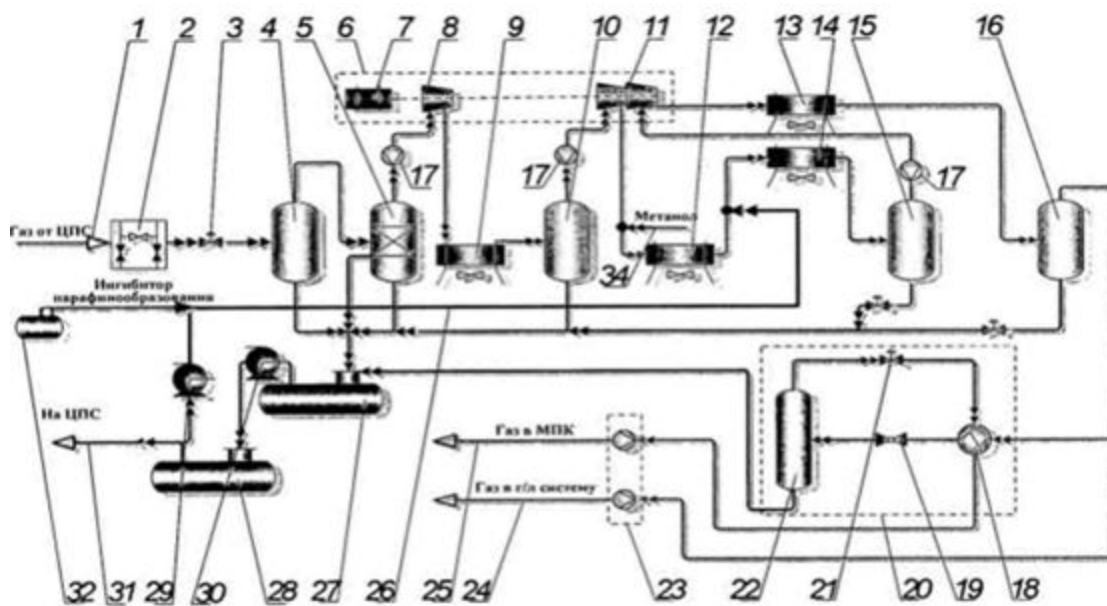 1 2 3 4 5 6 7 8 9 10 11 12 13 14 15 16
17 17 17
Газ от ЦПС
Метанол
34
Ингибитор
парафинообразования
На ЦПС
Газ в МПК
Газ в г/л систему
32 31 29 30 28 27 26 25 24 23 22 21 20 19 18